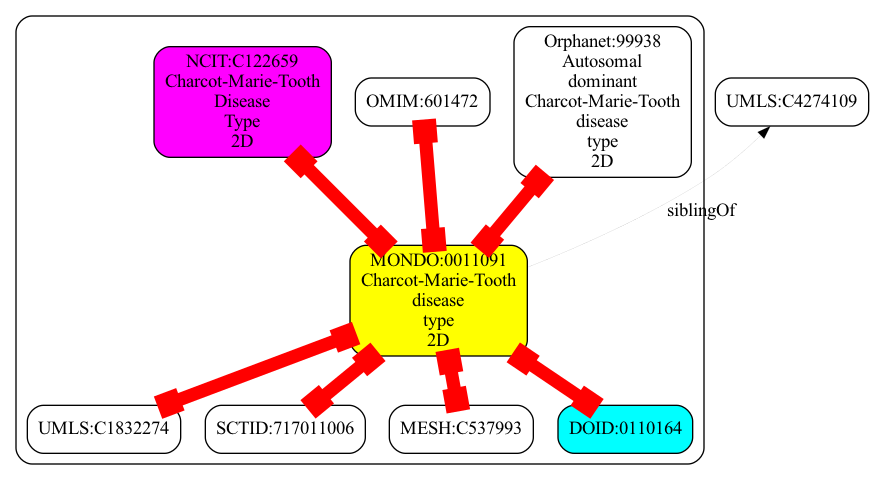 NCIT:C122659
Charcot-Marie-Tooth
Disease
Type
2D
OMIM:601472
Orphanet:99938
Autosomal
dominant
Charcot-Marie-Tooth
disease
type
2D
UMLS:C4274109
siblingOf
MONDO:0011091
Charcot-Marie-Tooth
disease
type
2D
UMLS:C1832274
SCTID:717011006
MESH:C537993
DOID:0110164